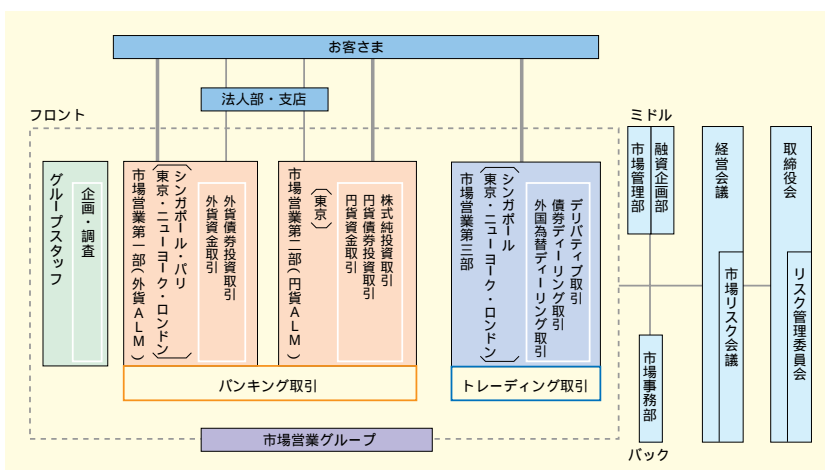 お客さま
法人部・支店
フロント
ミドル
グループスタッフ
企画・調査
市場営業第一部(外貨ALM)
(東京・ニューヨーク・ロンドン
シンガポール・パリ)
外貨債券投資取引
外貨資金取引
市場営業第二部(円貨ALM)
(東京)
株式純投資取引
円貨債券投資取引
円貨資金取引
市場営業第三部
(東京・ニューヨーク・ロンドン
シンガポール)
デリバティブ取引
債券ディーリング取引
外国為替ディーリング取引
バンキング取引
トレーディング取引
市場営業グループ
市場管理部
融資企画部
市場事務部
バック
経営会議
市場リスク会議
取締役会
リスク管理委員会